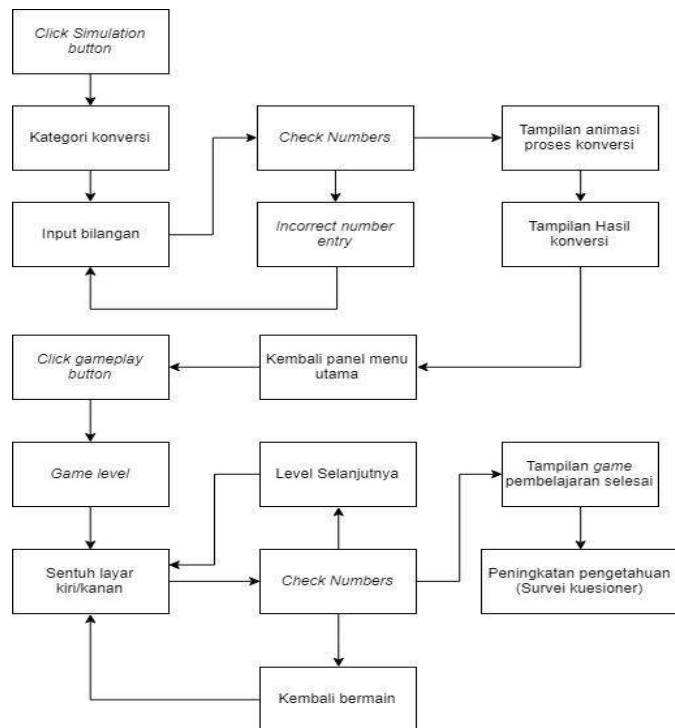 Click Simulation
button
Kategori konversi
Check Numbers
Tampilan animasi
proses konversi
Input bilangan
Incorrect number
entry
Tampilan Hasil
konversi
Click gameplay
button
Kembali panel menu
utama
Game level
Level Selanjutnya
Tampilan game
pembelajaran selesai
Sentuh layar
kiri/kanan
Check Numbers
Peningkatan pengetahuan
(Survei kuesioner)
Kembali bermain